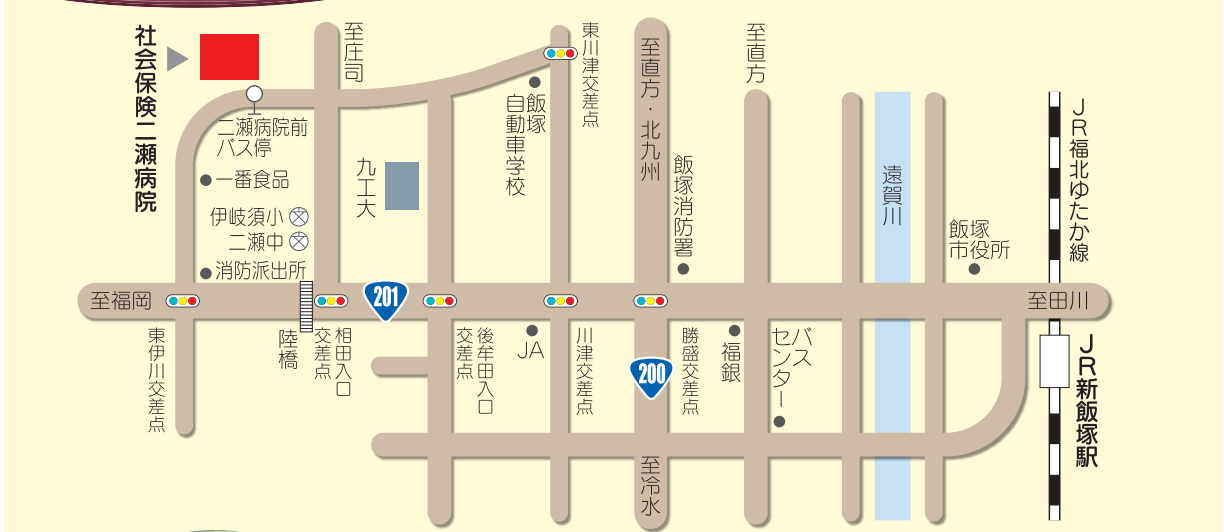 社会保険二瀬病院
至庄司
二瀬病院前
バス停
一番食品
伊岐須小
二瀬中
消防派出所
九工大
飯塚
自動車学校
東川津交差点
至直方・北九州
飯塚消防署
至直方
遠賀川
飯塚
市役所
JR福北ゆたか線
至福岡
201
至田川
東伊川交差点
陸橋
相田入口
交差点
後牟田入口
交差点
JA
川津交差点
200
勝盛交差点
福銀
バス
センター
JR新飯塚駅
至冷水